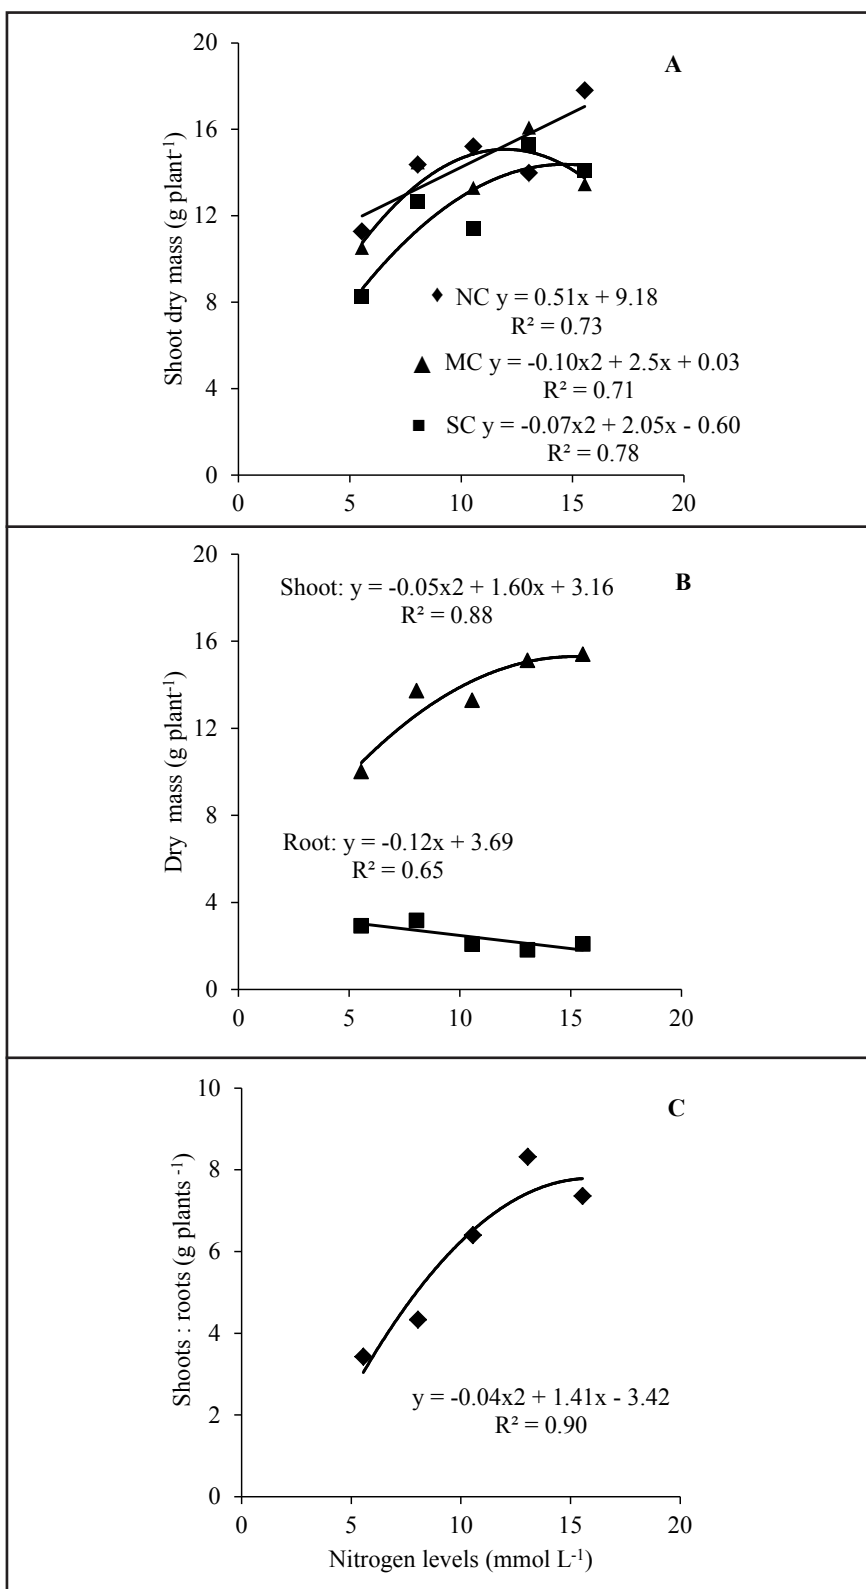 A
20
16
12
8
4
0
Shoot dry mass (g plant⁻¹)
NC y = 0.51x + 9.18
R² = 0.73
MC y = -0.10x2 + 2.5x + 0.03
R² = 0.71
SC y = -0.07x2 + 2.05x - 0.60
R² = 0.78
0 5 10 15 20
B
20
16
12
8
4
0
Dry mass (g plant⁻¹)
Shoot: y = -0.05x2 + 1.60x + 3.16
R² = 0.88
Root: y = -0.12x + 3.69
R² = 0.65
0 5 10 15 20
C
10
8
6
4
2
0
Shoots : roots (g plants ⁻¹)
y = -0.04x2 + 1.41x - 3.42
R² = 0.90
0 5 10 15 20
Nitrogen levels (mmol L⁻¹)